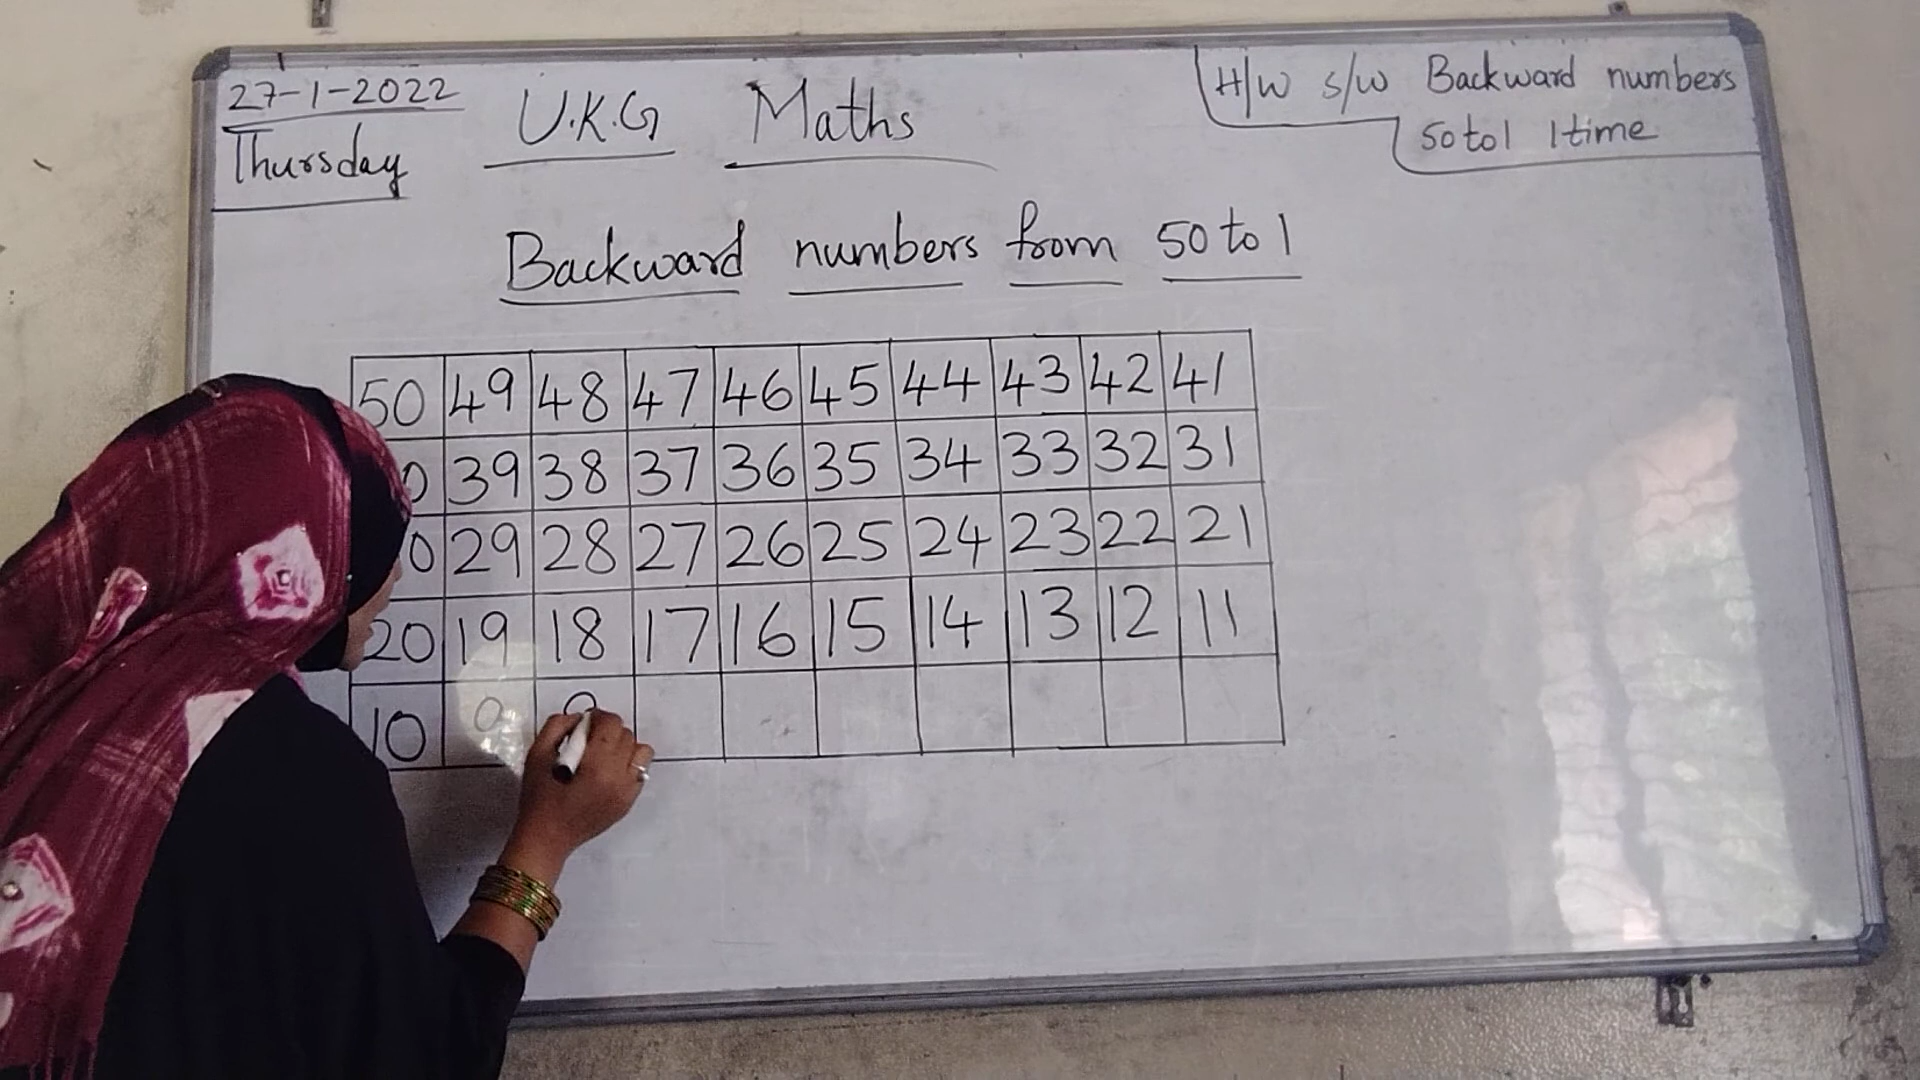 27-1-2022
Thursday
U.K.G Maths
H/W S/W Backward numbers
50 to 1 1 time
Backward numbers from 50 to 1
50 49 48 47 46 45 44 43 42 41
0 39 38 37 36 35 34 33 32 31
0 29 28 27 26 25 24 23 22 21
20 19 18 17 16 15 14 13 12 11
10 9